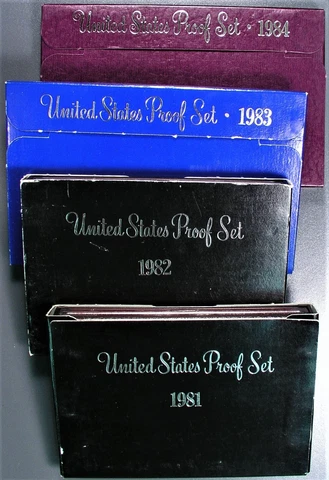 United States Proof Set · 1984
United States Proof Set · 1983
United States Proof Set
1982
United States Proof Set
1981